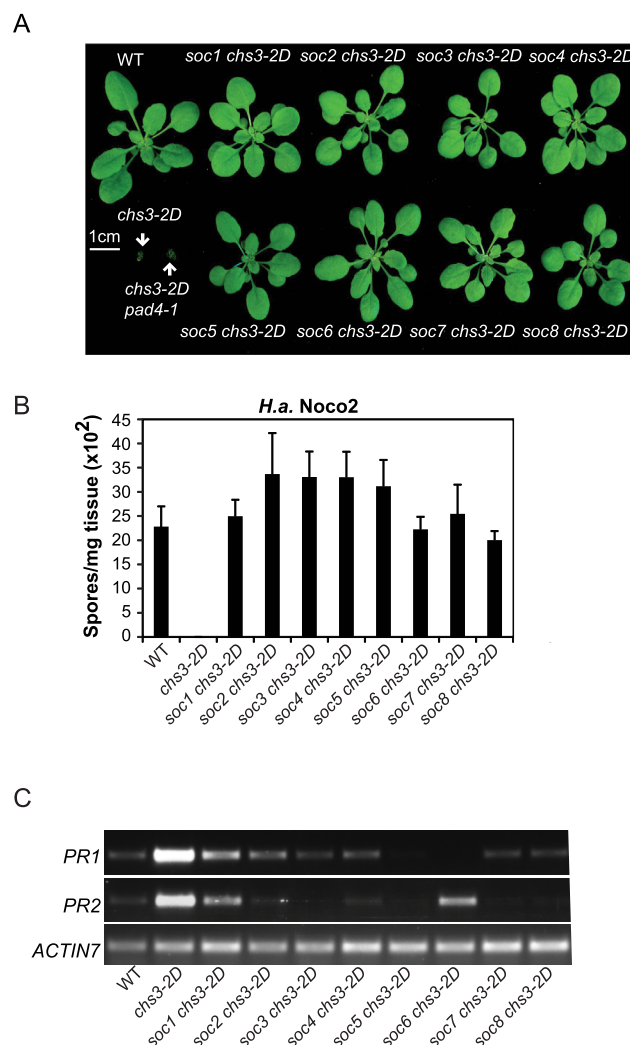 A
WT
soc1 chs3-2D soc2 chs3-2D soc3 chs3-2D soc4 chs3-2D
chs3-2D
1cm
chs3-2D
pad4-1
soc5 chs3-2D soc6 chs3-2D soc7 chs3-2D soc8 chs3-2D
B
H.a. Noco2
Spores/mg tissue (x10²)
45
40
35
30
25
20
15
10
5
0
WT
chs3-2D
soc1 chs3-2D
soc2 chs3-2D
soc3 chs3-2D
soc4 chs3-2D
soc5 chs3-2D
soc6 chs3-2D
soc7 chs3-2D
soc8 chs3-2D
C
PR1
PR2
ACTIN7
WT
chs3-2D
soc1 chs3-2D
soc2 chs3-2D
soc3 chs3-2D
soc4 chs3-2D
soc5 chs3-2D
soc6 chs3-2D
soc7 chs3-2D
soc8 chs3-2D